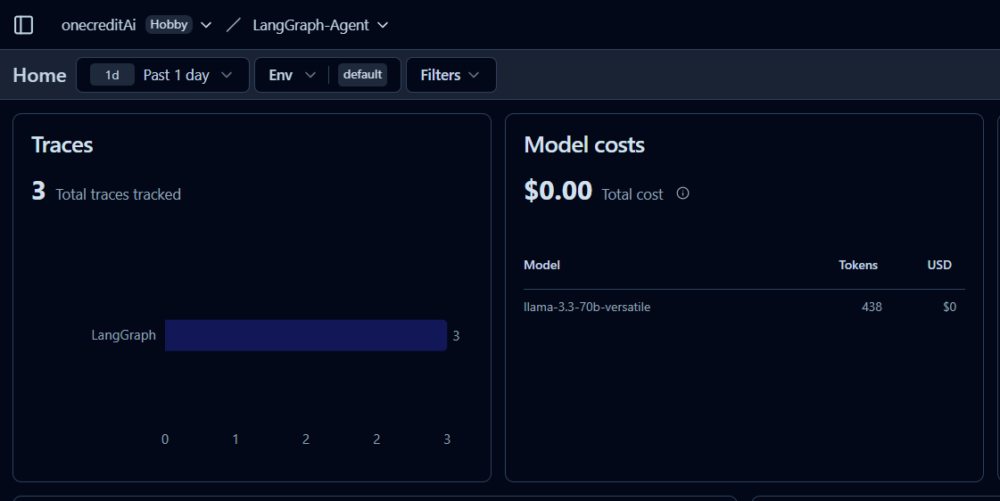 onecreditAi Hobby / LangGraph-Agent
Home 1d Past 1 day Env default Filters
Traces
3 Total traces tracked
LangGraph 3
0 1 2 2 3
Model costs
$0.00 Total cost
Model Tokens USD
llama-3.3-70b-versatile 438 $0